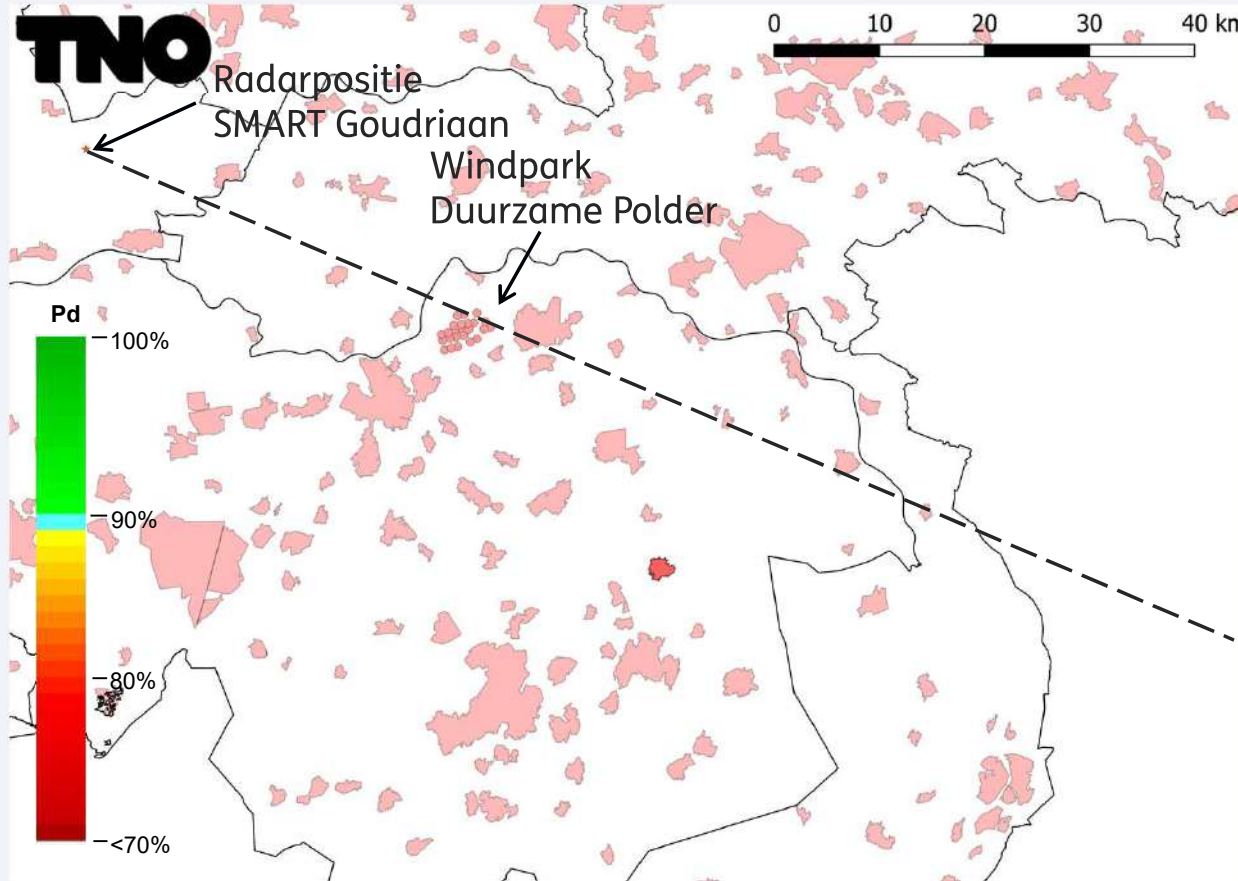 TNO
0 10 20 30 40 km
Radarpositie
SMART Goudriaan
Windpark
Duurzame Polder
Pd
100%
90%
80%
<70%